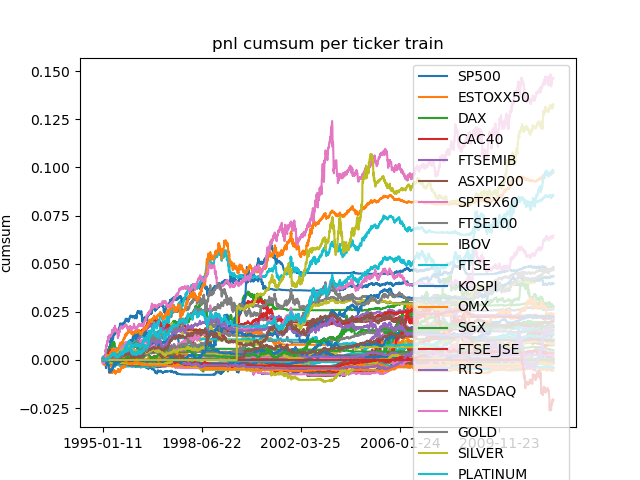 pnl cumsum per ticker train
cumsum
0.150
0.125
0.100
0.075
0.050
0.025
0.000
−0.025
1995-01-11 1998-06-22 2002-03-25 2006-01-24 2009-11-23
SP500
ESTOXX50
DAX
CAC40
FTSEMIB
ASXPI200
SPTSX60
FTSE100
IBOV
FTSE
KOSPI
OMX
SGX
FTSE_JSE
RTS
NASDAQ
NIKKEI
GOLD
SILVER
PLATINUM